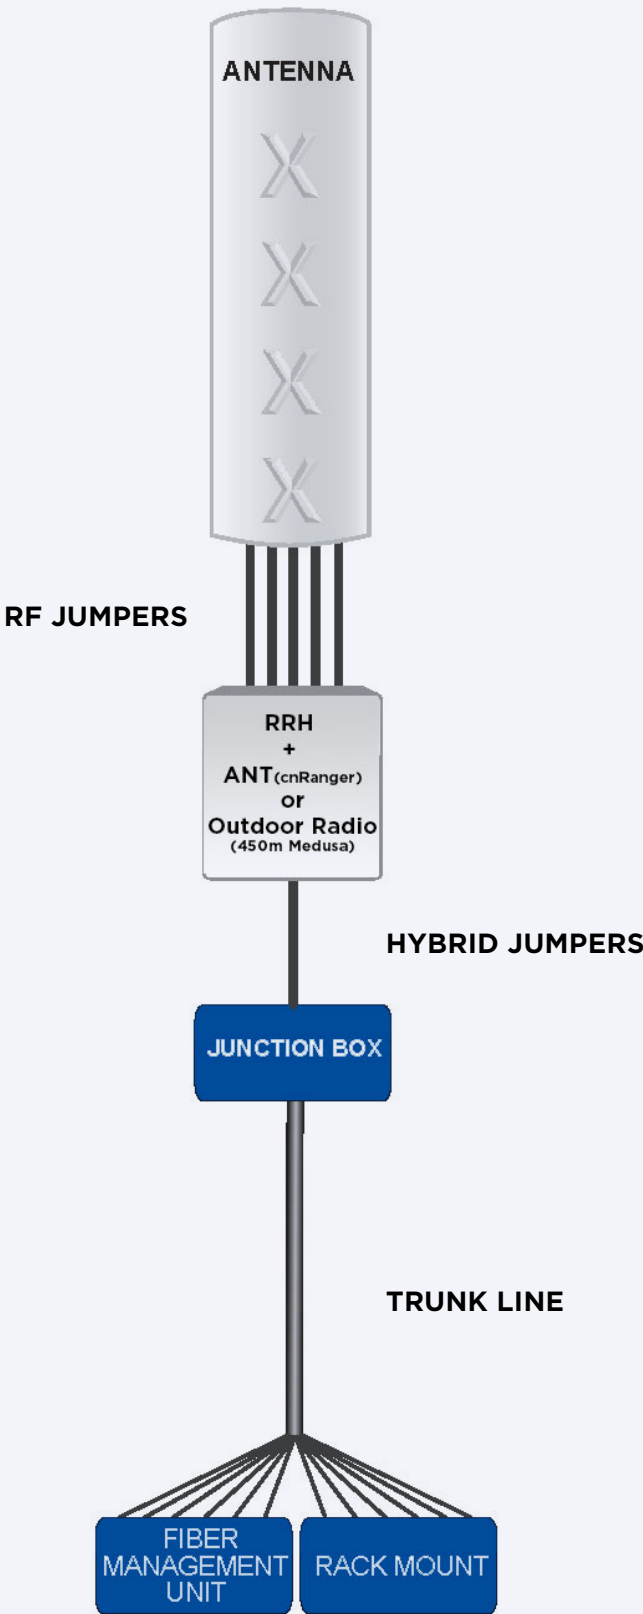 ANTENNA
X
X
X
X
RF JUMPERS
RRH
+
ANT(cnRanger)
or
Outdoor Radio
(450m Medusa)
HYBRID JUMPERS
JUNCTION BOX
TRUNK LINE
FIBER
MANAGEMENT
UNIT
RACK MOUNT